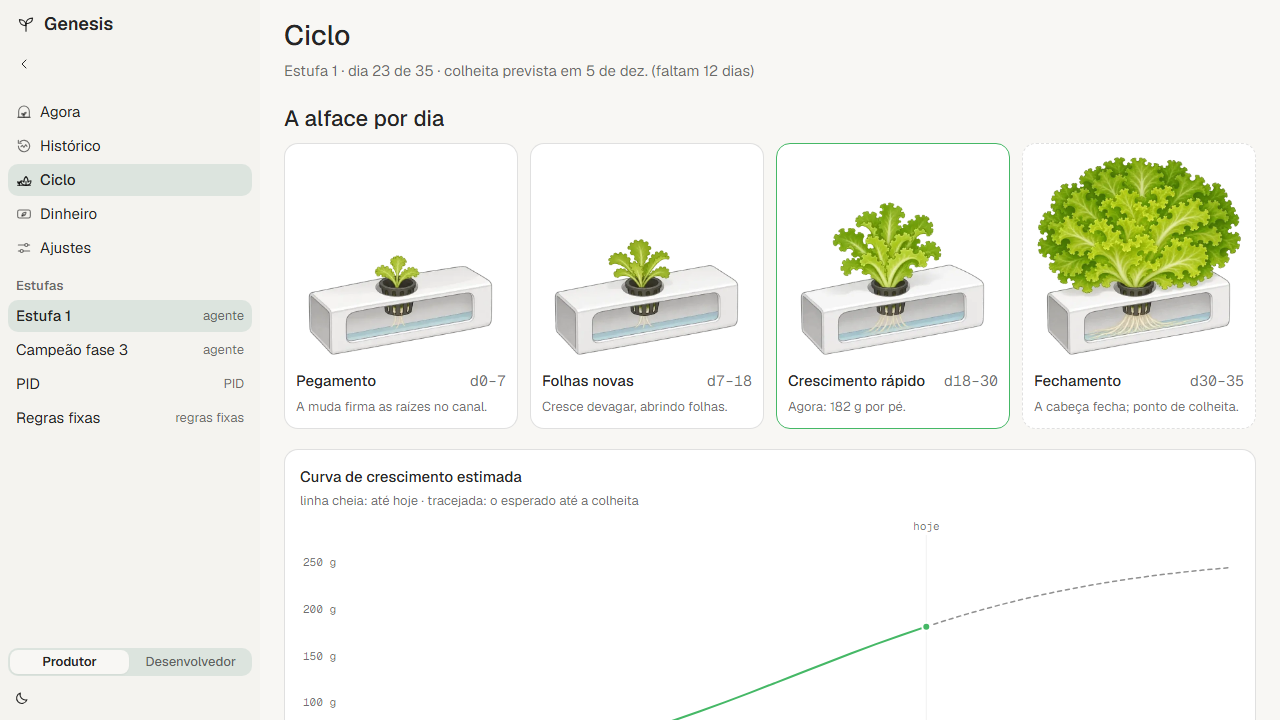 Genesis
Agora
Histórico
Ciclo
Dinheiro
Ajustes
Estufas
Estufa 1 agente
Campeão fase 3 agente
PID PID
Regras fixas regras fixas
Produtor Desenvolvedor
Ciclo
Estufa 1 · dia 23 de 35 · colheita prevista em 5 de dez. (faltam 12 dias)
A alface por dia
Pegamento d0–7
A muda firma as raízes no canal.
Folhas novas d7–18
Cresce devagar, abrindo folhas.
Crescimento rápido d18–30
Agora: 182 g por pé.
Fechamento d30–35
A cabeça fecha; ponto de colheita.
Curva de crescimento estimada
linha cheia: até hoje · tracejada: o esperado até a colheita
hoje
250 g
200 g
150 g
100 g